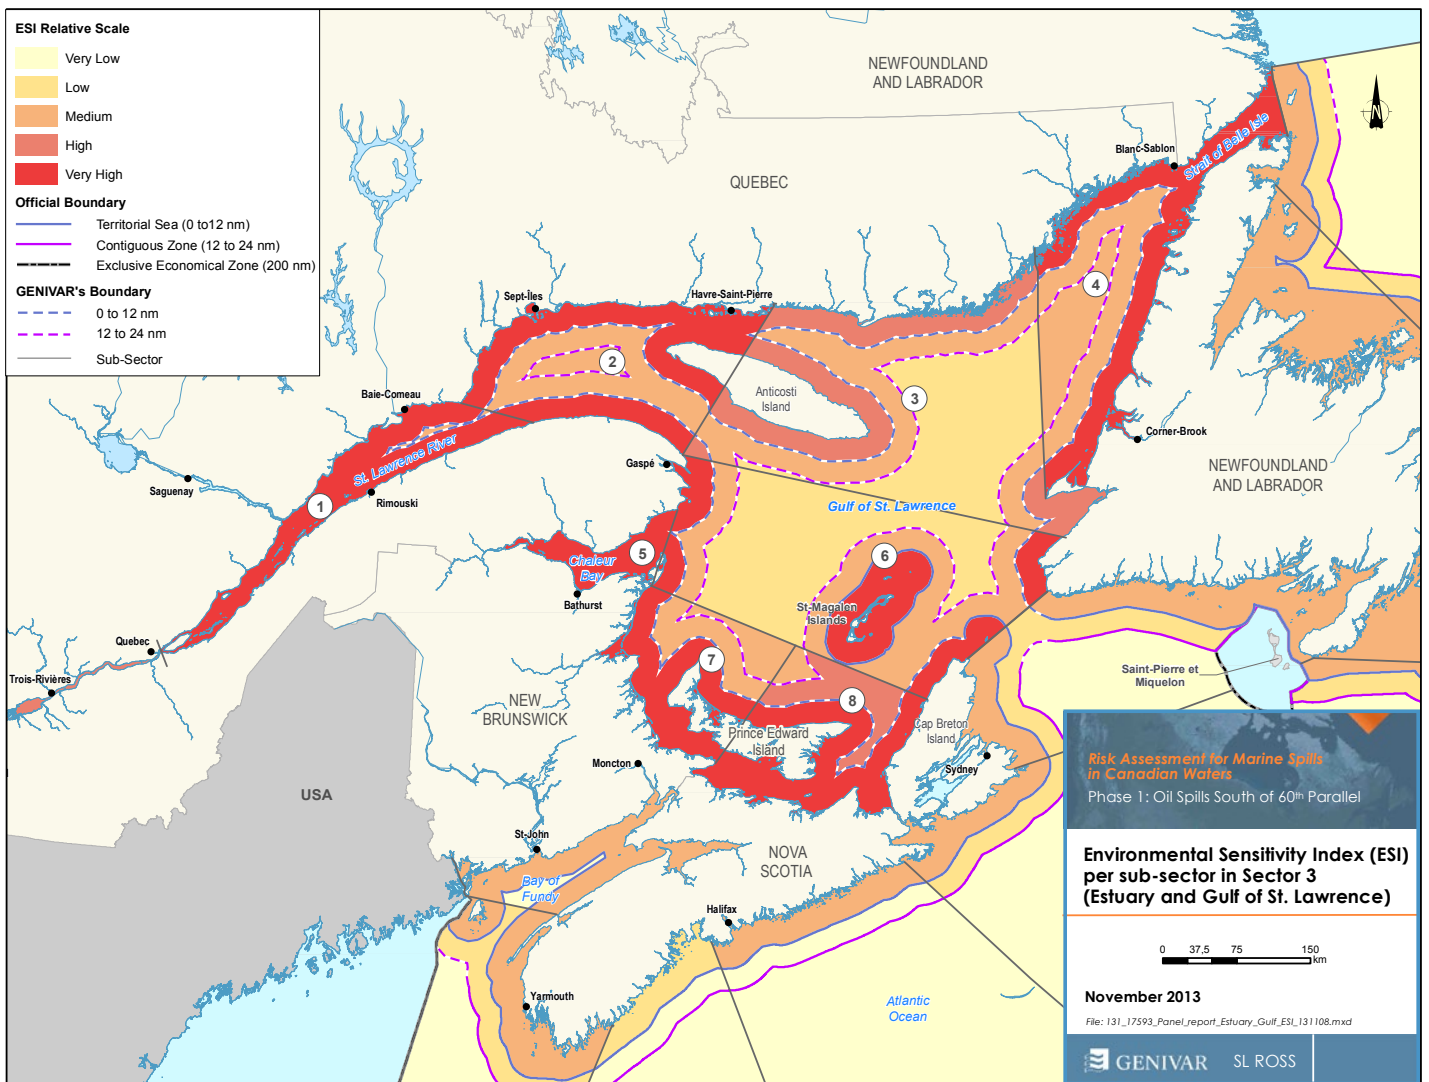 ESI Relative Scale
Very Low
Low
Medium
High
Very High
Official Boundary
Territorial Sea (0 to12 nm)
Contiguous Zone (12 to 24 nm)
Exclusive Economical Zone (200 nm)
GENIVAR's Boundary
0 to 12 nm
12 to 24 nm
Sub-Sector
NEWFOUNDLAND
AND LABRADOR
N
Blanc-Sablon
Strait of Belle Isle
QUEBEC
4
Sept-Îles
Havre-Saint-Pierre
2
Baie-Comeau
Anticosti
Island
3
St. Lawrence River
Corner-Brook
Gaspé
NEWFOUNDLAND
AND LABRADOR
Saguenay
Rimouski
1
Gulf of St. Lawrence
5
6
Chaleur
Bay
Bathurst
St-Magalen
Islands
Quebec
7
Trois-Rivières
Saint-Pierre et
Miquelon
NEW
BRUNSWICK
8
Prince Edward
Island
Cap Breton
Island
Moncton
Sydney
USA
St-John
NOVA
SCOTIA
Bay of
Fundy
Halifax
Yarmouth
Atlantic
Ocean
Risk Assessment for Marine Spills
in Canadian Waters
Phase 1: Oil Spills South of 60th Parallel
Environmental Sensitivity Index (ESI)
per sub-sector in Sector 3
(Estuary and Gulf of St. Lawrence)
0 37,5 75 150
km
November 2013
File: 131_17593_Panel_report_Estuary_Gulf_ESI_131108.mxd
GENIVAR SL ROSS